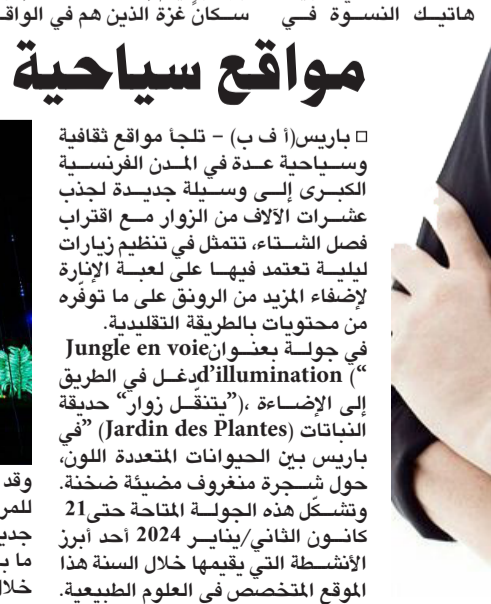 هاتيك النسوة في
سكان غزة الذين هم في
مواقع سياحية
□ باريس(أ ف ب) – تلجأ مواقع ثقافية
وسياحية عدة في المدن الفرنسية
الكبرى إلى وسيلة جديدة لجذب
عشرات الآلاف من الزوار مع اقتراب
فصل الشتاء، تتمثل في تنظيم زيارات
ليلية تعتمد فيها على لعبة الإنارة
لإضفاء المزيد من الرونق على ما توفّره
من محتويات بالطريقة التقليدية.
في جولة بعنوانJungle en voie
“) d’illuminationدغل في الطريق
إلى الإضاءة ،(”يتنقّل زوار“ حديقة
النباتات (Jardin des Plantes) ”في
باريس بين الحيوانات المتعددة اللون،
حول شجرة منغروف مضيئة ضخنة.
وتشكّل هذه الجولة المتاحة حتى21
كانون الثاني/يناير 2024 أحد أبرز
الأنشطة التي يقيمها خلال السنة هذا
الموقع المتخصص في العلوم الطبيعية.
وقد
للمر
جدي
ما ب
خلال